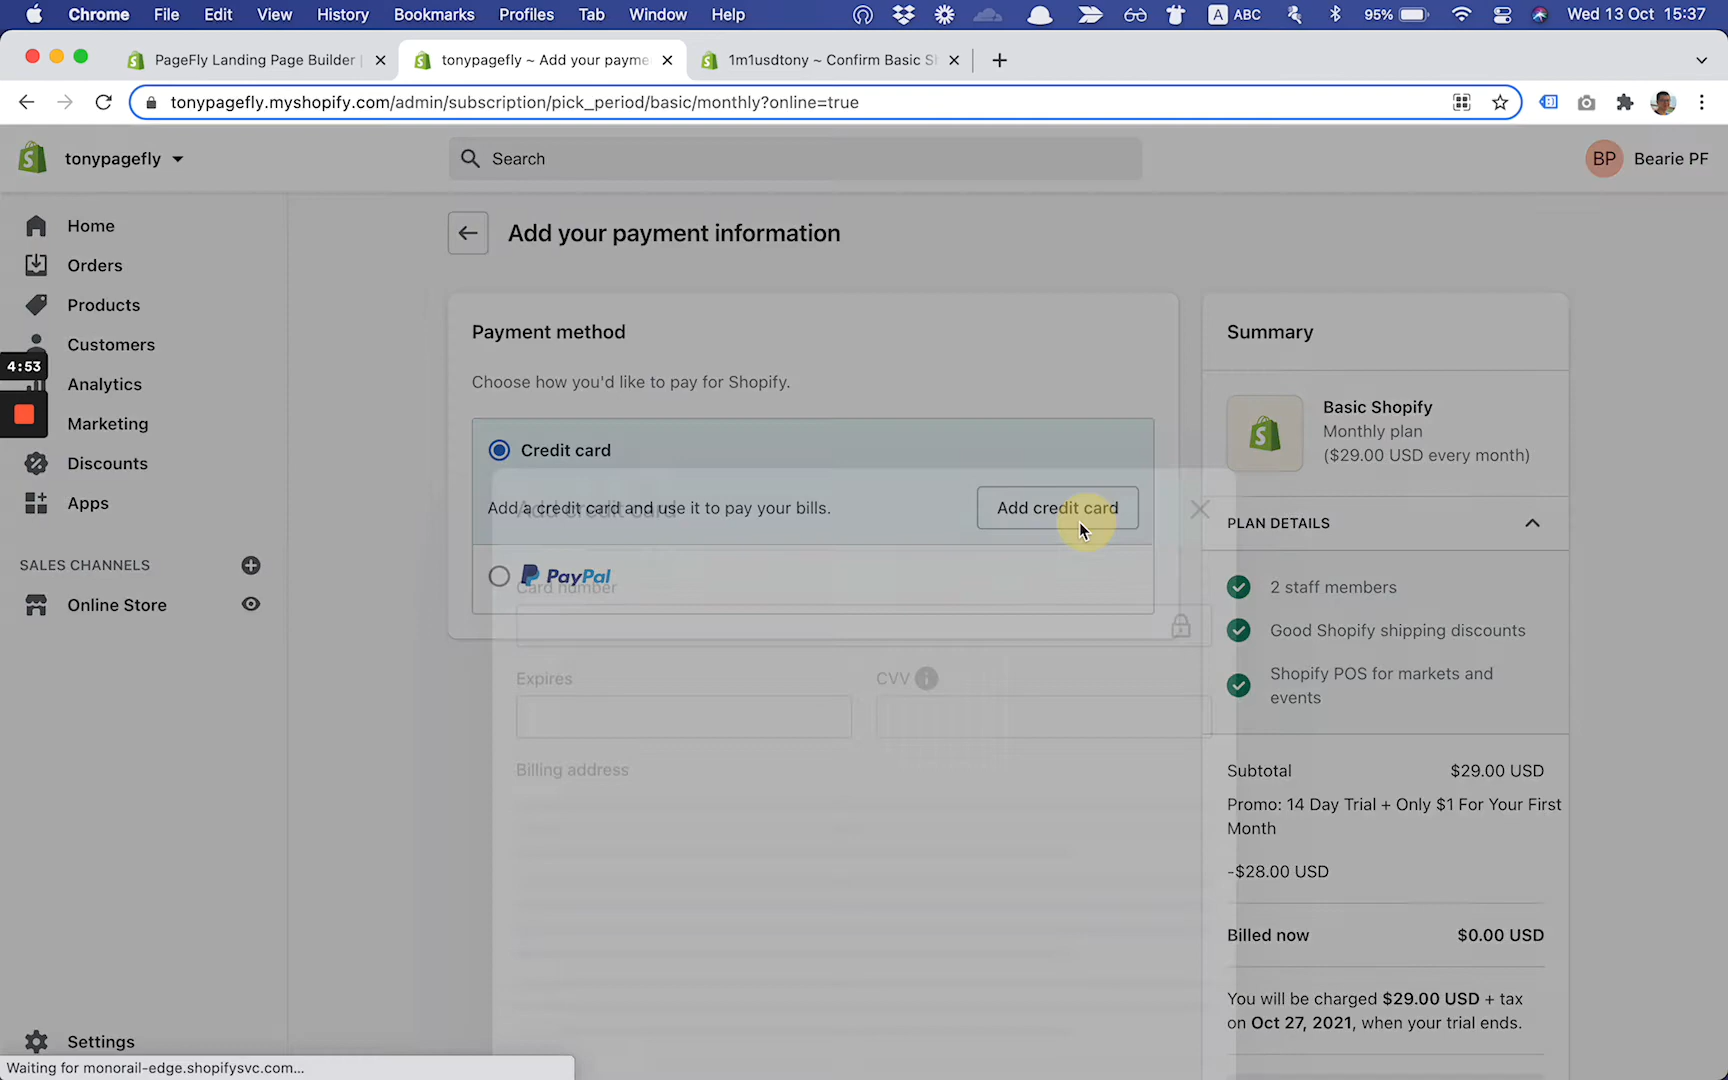 Chrome File Edit View History Bookmarks Profiles Tab Window Help A ABC 95% Wed 13 Oct 15:37
PageFly Landing Page Builder
tonypagefly ~ Add your payme
1m1usdtony ~ Confirm Basic S
tonypagefly.myshopify.com/admin/subscription/pick_period/basic/monthly?online=true
tonypagefly
Search
BP Bearie PF
Home
Orders
Products
Customers
4:53
Analytics
Marketing
Discounts
Apps
SALES CHANNELS
Online Store
Settings
Waiting for monorail-edge.shopifysvc.com...
Add your payment information
Payment method
Choose how you'd like to pay for Shopify.
Credit card
Add a credit card and use it to pay your bills.
Add credit card
PayPal
Add credit card
Card number
Expires
CVV
Billing address
Summary
Basic Shopify
Monthly plan
($29.00 USD every month)
PLAN DETAILS
2 staff members
Good Shopify shipping discounts
Shopify POS for markets and
events
Subtotal $29.00 USD
Promo: 14 Day Trial + Only $1 For Your First
Month
-$28.00 USD
Billed now $0.00 USD
You will be charged $29.00 USD + tax
on Oct 27, 2021, when your trial ends.